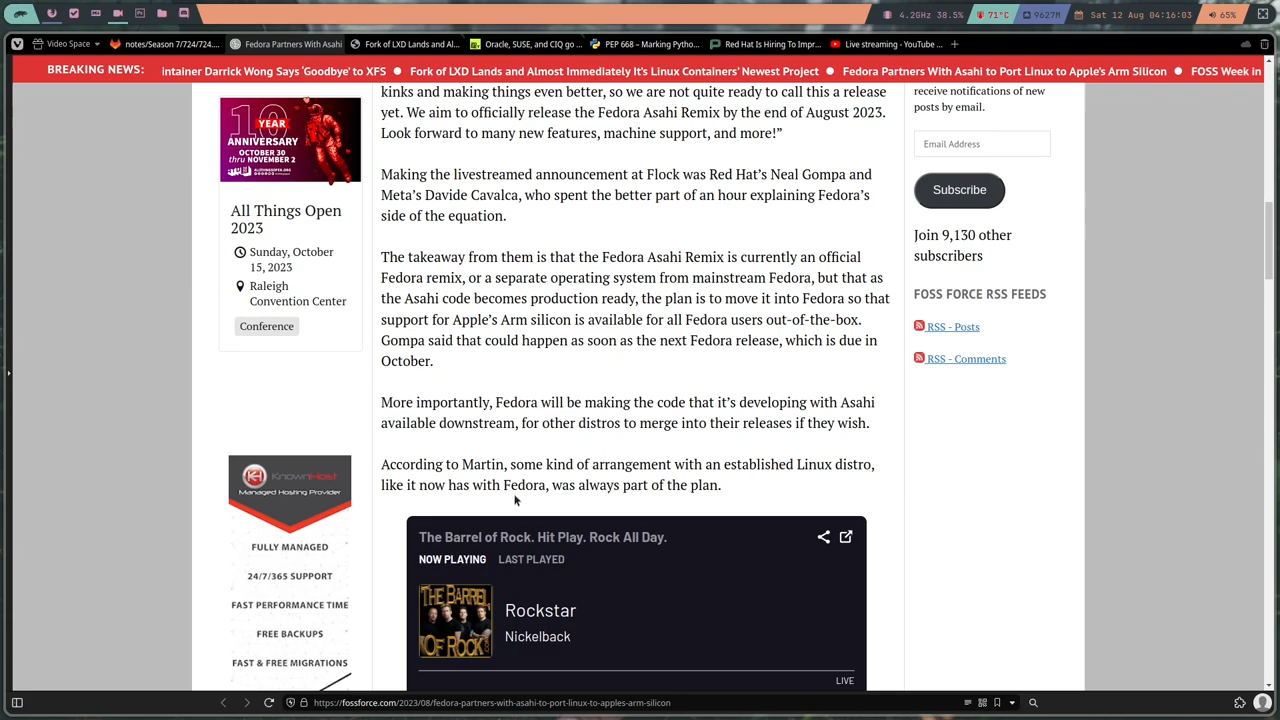 4.2GHz 38.5%
71°C
9627M
Sat 12 Aug 04:16:03
65%
Video Space
notes/Season 7/724/724....
Fedora Partners With Asahi
Fork of LXD Lands and Al...
Oracle, SUSE, and CIQ go ...
PEP 668 – Marking Pytho...
Red Hat Is Hiring To Impr...
Live streaming - YouTube ...
BREAKING NEWS:
intainer Darrick Wong Says ‘Goodbye’ to XFS
Fork of LXD Lands and Almost Immediately It’s Linux Containers’ Newest Project
Fedora Partners With Asahi to Port Linux to Apple’s Arm Silicon
FOSS Week in
10
YEAR
ANNIVERSARY
OCTOBER 30
thru NOVEMBER 2
ALLTHINGSOPEN.ORG
All Things Open
2023
Sunday, October
15, 2023
Raleigh
Convention Center
Conference
KnownHost
Managed Hosting Provider
FULLY MANAGED
24/7/365 SUPPORT
FAST PERFORMANCE TIME
FREE BACKUPS
FAST & FREE MIGRATIONS
kinks and making things even better, so we are not quite ready to call this a release
yet. We aim to officially release the Fedora Asahi Remix by the end of August 2023.
Look forward to many new features, machine support, and more!”
Making the livestreamed announcement at Flock was Red Hat’s Neal Gompa and
Meta’s Davide Cavalca, who spent the better part of an hour explaining Fedora’s
side of the equation.
The takeaway from them is that the Fedora Asahi Remix is currently an official
Fedora remix, or a separate operating system from mainstream Fedora, but that as
the Asahi code becomes production ready, the plan is to move it into Fedora so that
support for Apple’s Arm silicon is available for all Fedora users out-of-the-box.
Gompa said that could happen as soon as the next Fedora release, which is due in
October.
More importantly, Fedora will be making the code that it’s developing with Asahi
available downstream, for other distros to merge into their releases if they wish.
According to Martin, some kind of arrangement with an established Linux distro,
like it now has with Fedora, was always part of the plan.
The Barrel of Rock. Hit Play. Rock All Day.
NOW PLAYING
LAST PLAYED
THE BARREL
OF ROCK
Rockstar
Nickelback
LIVE
receive notifications of new
posts by email.
Email Address
Subscribe
Join 9,130 other
subscribers
FOSS FORCE RSS FEEDS
RSS - Posts
RSS - Comments
https://fossforce.com/2023/08/fedora-partners-with-asahi-to-port-linux-to-apples-arm-silicon